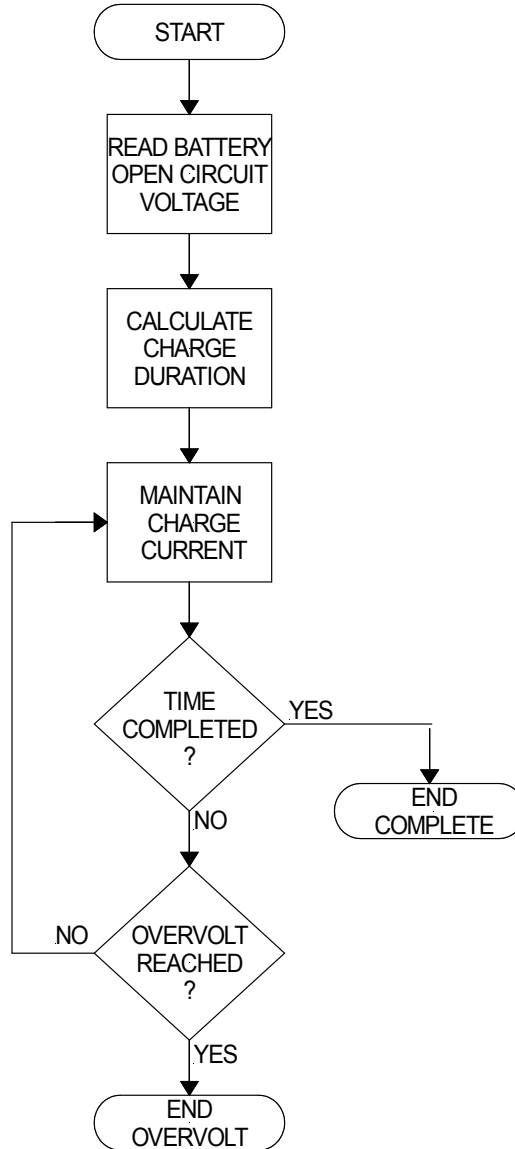 START
READ BATTERY
OPEN CIRCUIT
VOLTAGE
CALCULATE
CHARGE
DURATION
MAINTAIN
CHARGE
CURRENT
TIME
COMPLETED
?
YES
END
COMPLETE
NO
OVERVOLT
REACHED
?
NO
YES
END
OVERVOLT